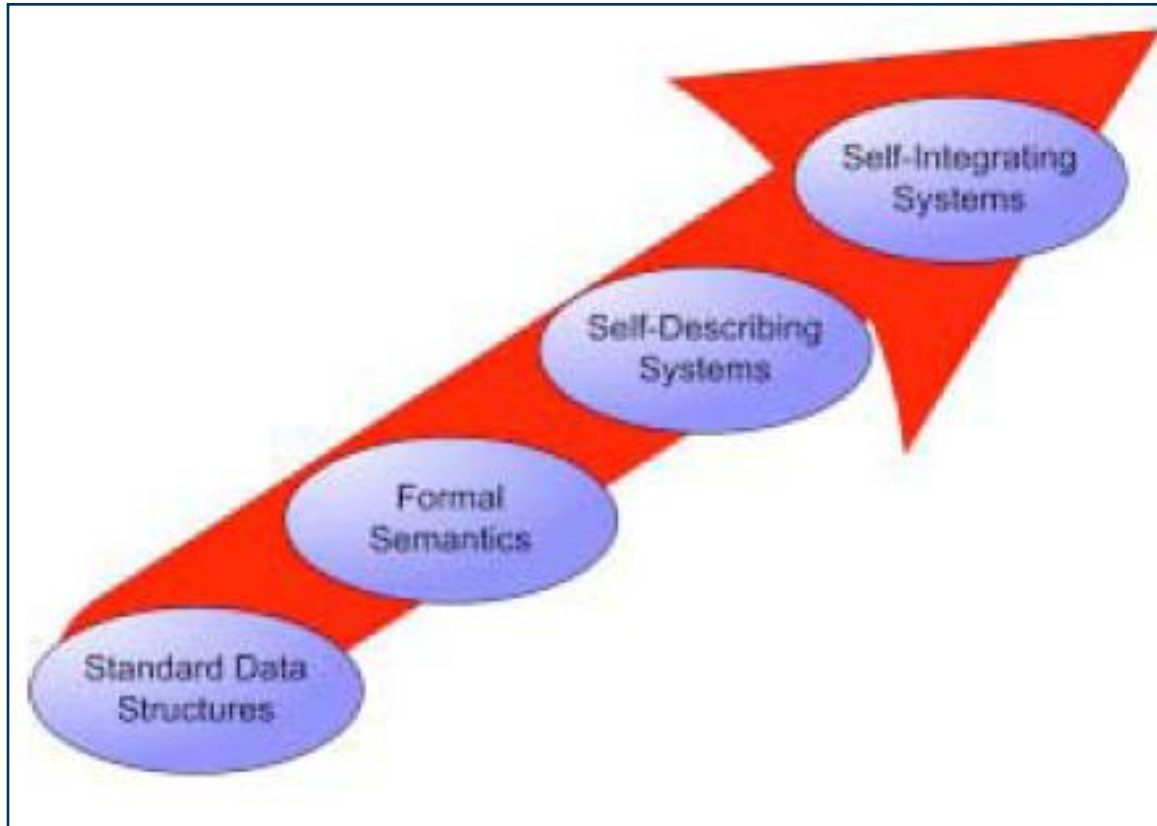 Self-Integrating
Systems
Self-Describing
Systems
Formal
Semantics
Standard Data
Structures